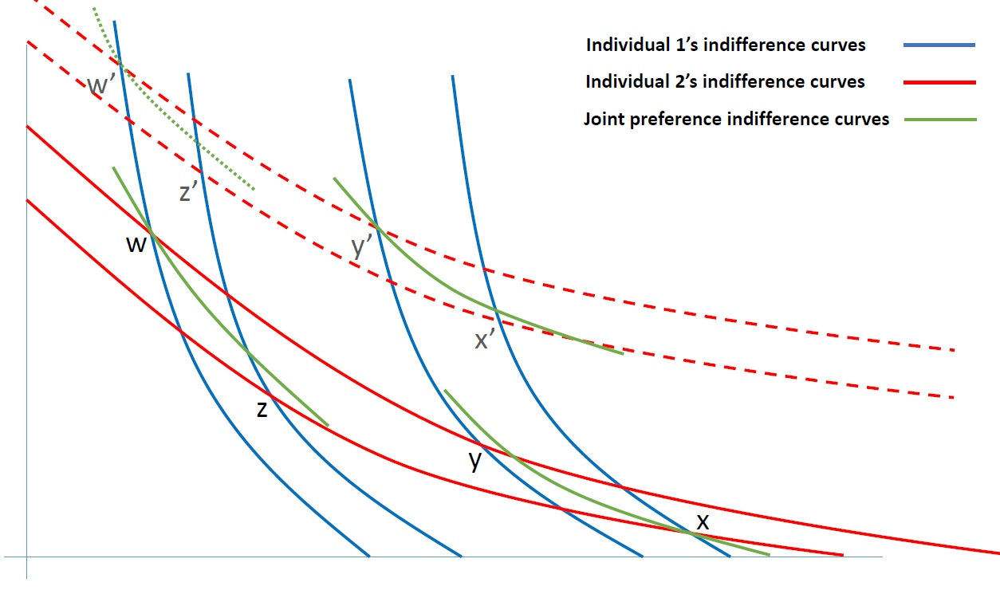 Individual 1’s indifference curves
Individual 2’s indifference curves
w’
Joint preference indifference curves
z’
w
y’
x’
z
y
x